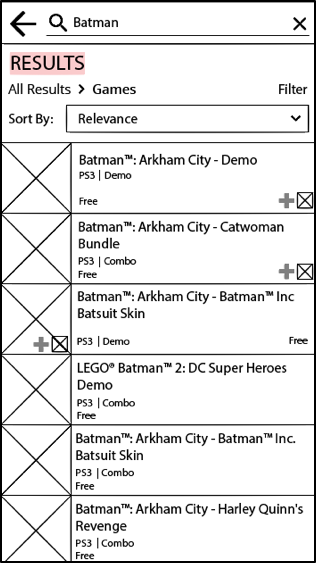 Batman
RESULTS
All Results > Games
Filter
Sort By: Relevance
Batman™: Arkham City - Demo
PS3 | Demo
Free
Batman™: Arkham City - Catwoman
Bundle
PS3 | Combo
Free
Batman™: Arkham City - Batman™ Inc
Batsuit Skin
PS3 | Demo
Free
LEGO® Batman™ 2: DC Super Heroes
Demo
PS3 | Combo
Free
Batman™: Arkham City - Batman™ Inc.
Batsuit Skin
PS3 | Combo
Free
Batman™: Arkham City - Harley Quinn's
Revenge
PS3 | Combo
Free